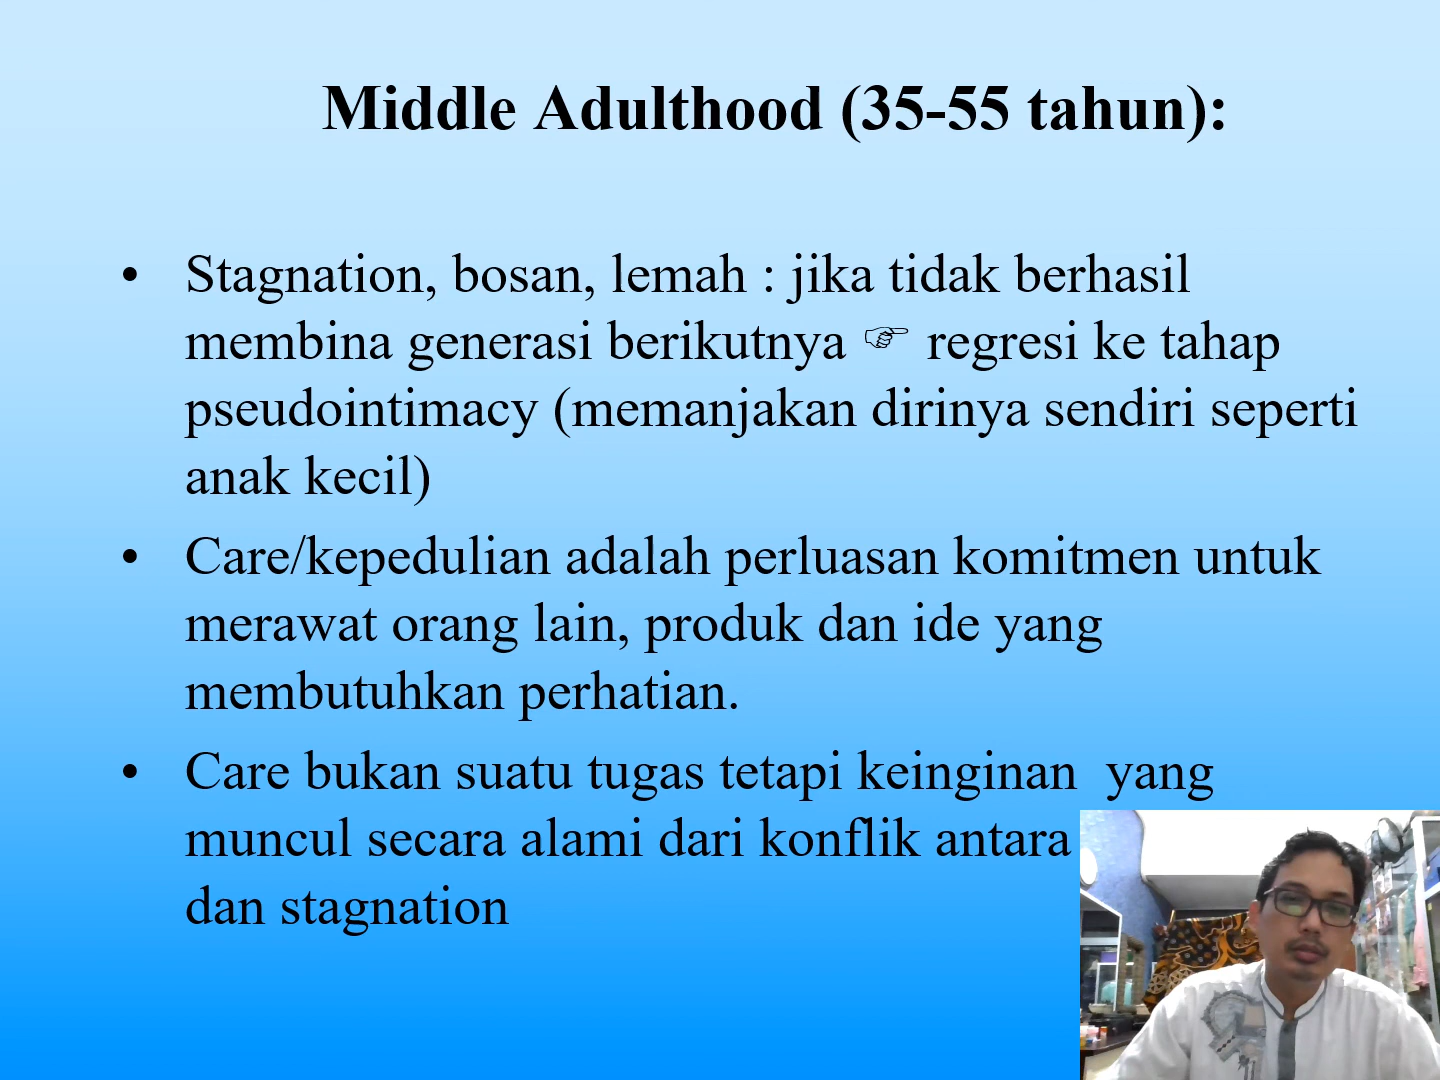 Middle Adulthood (35-55 tahun):
• Stagnation, bosan, lemah : jika tidak berhasil
membina generasi berikutnya ☞ regresi ke tahap
pseudointimacy (memanjakan dirinya sendiri seperti
anak kecil)
• Care/kepedulian adalah perluasan komitmen untuk
merawat orang lain, produk dan ide yang
membutuhkan perhatian.
• Care bukan suatu tugas tetapi keinginan  yang
muncul secara alami dari konflik antara
dan stagnation